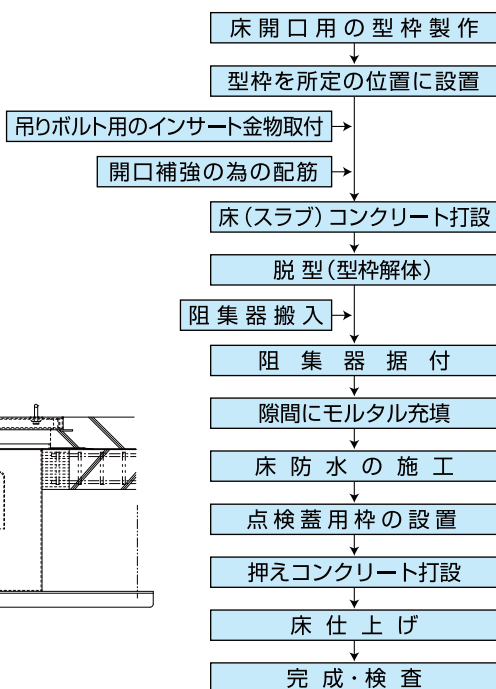 床開口用の型枠製作
型枠を所定の位置に設置
吊りボルト用のインサート金物取付
開口補強の為の配筋
床(スラブ)コンクリート打設
脱型(型枠解体)
阻集器搬入
阻集器据付
隙間にモルタル充填
床防水の施工
点検蓋用枠の設置
押えコンクリート打設
床仕上げ
完成・検査